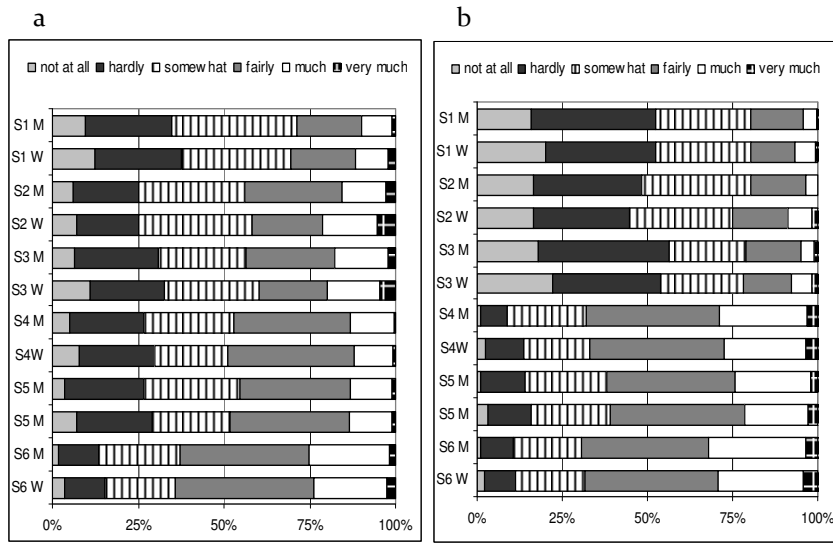 a
not at all hardly somewhat fairly much very much
S1 M
S1 W
S2 M
S2 W
S3 M
S3 W
S4 M
S4W
S5 M
S5 M
S6 M
S6 W
0% 25% 50% 75% 100%
b
not at all hardly somewhat fairly much very much
S1 M
S1 W
S2 M
S2 W
S3 M
S3 W
S4 M
S4W
S5 M
S5 M
S6 M
S6 W
0% 25% 50% 75% 100%